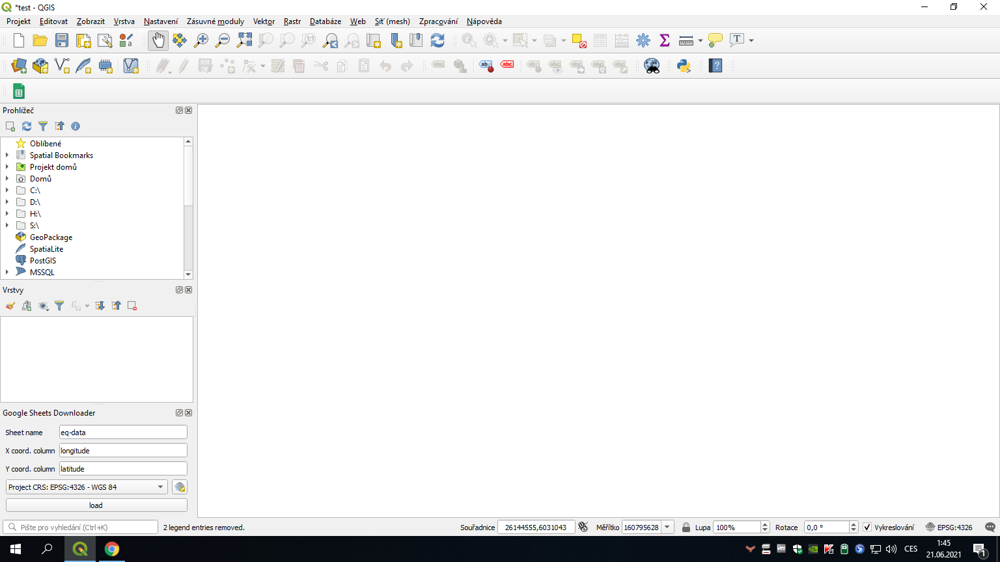 *test - QGIS
Projekt Editovat Zobrazit Vrstva Nastavení Zásuvné moduly Vektor Rastr Databáze Web Síť (mesh) Zpracování Nápověda
Prohlížeč
Oblíbené
Spatial Bookmarks
Projekt domů
Domů
C:\
D:\
H:\
S:\
GeoPackage
SpatiaLite
PostGIS
MSSQL
Vrstvy
Google Sheets Downloader
Sheet name eq-data
X coord. column longitude
Y coord. column latitude
Project CRS: EPSG:4326 - WGS 84
load
Pište pro vyhledání (Ctrl+K) 2 legend entries removed. Souřadnice 26144555,6031043 Měřítko 160795628 Lupa 100% Rotace 0,0 ° Vykreslování EPSG:4326
CES 1:45
21.06.2021 1